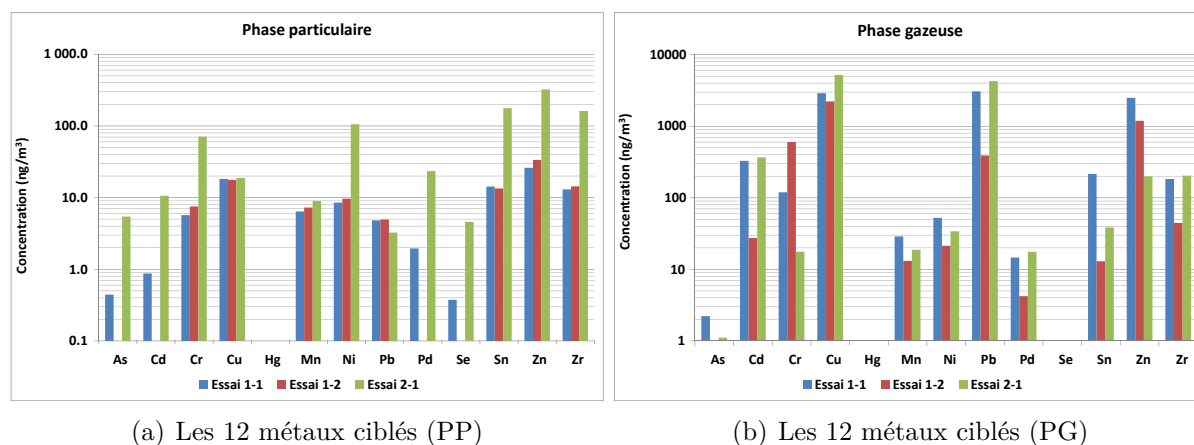 Phase particulaire
Concentration (ng/m³)
1 000.0
100.0
10.0
1.0
0.1
As Cd Cr Cu Hg Mn Ni Pb Pd Se Sn Zn Zr
Essai 1-1 Essai 1-2 Essai 2-1
(a) Les 12 métaux ciblés (PP)
Phase gazeuse
Concentration (ng/m³)
10000
1000
100
10
1
As Cd Cr Cu Hg Mn Ni Pb Pd Se Sn Zn Zr
Essai 1-1 Essai 1-2 Essai 2-1
(b) Les 12 métaux ciblés (PG)